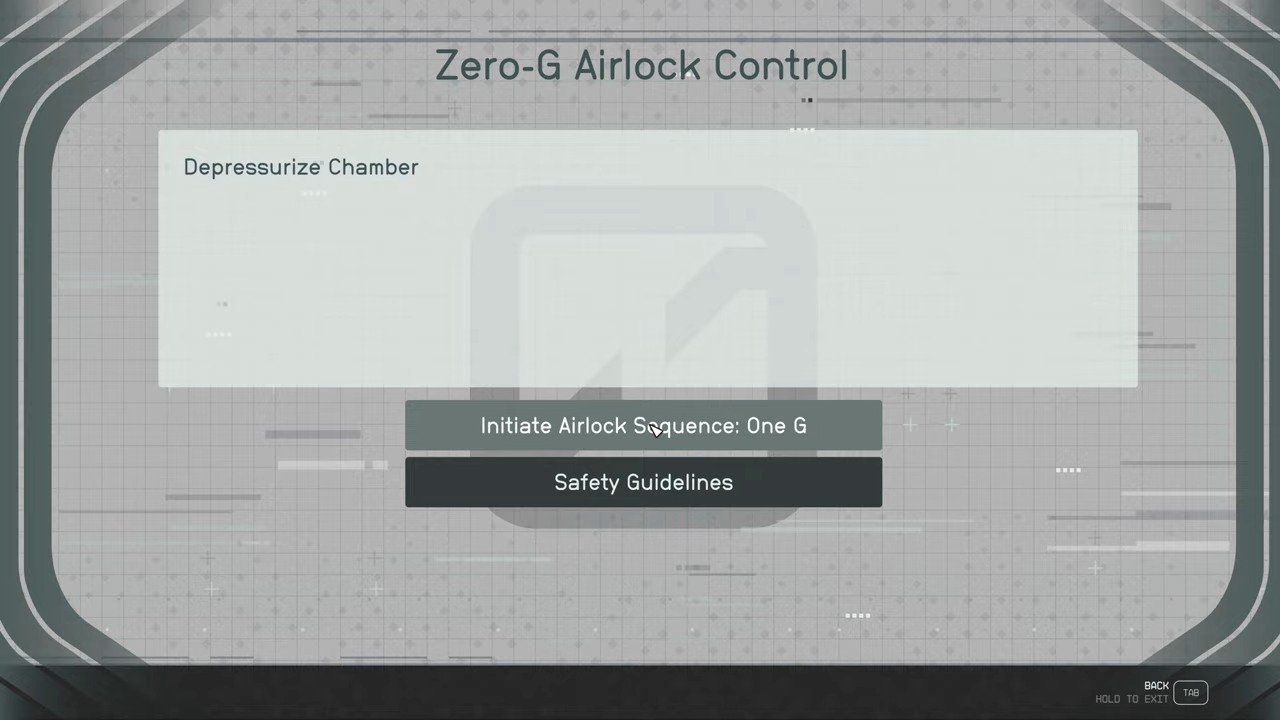 Zero-G Airlock Control
Depressurize Chamber
Initiate Airlock Sequence: One G
Safety Guidelines
BACK
HOLD TO EXIT
TAB